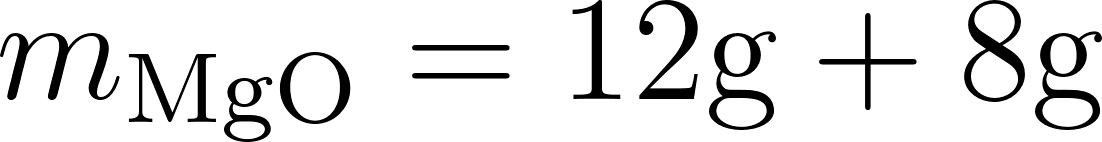 m_MgO = 12g + 8g